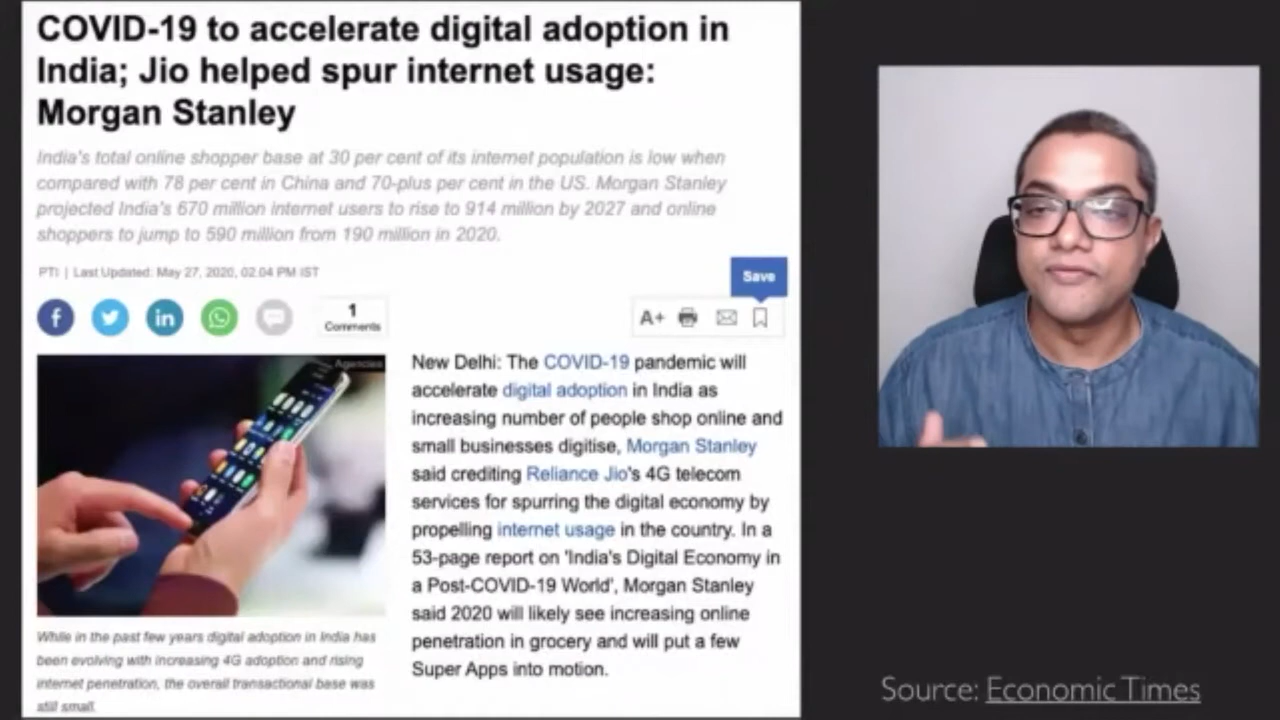 COVID-19 to accelerate digital adoption in
India; Jio helped spur internet usage:
Morgan Stanley
India's total online shopper base at 30 per cent of its internet population is low when
compared with 78 per cent in China and 70-plus per cent in the US. Morgan Stanley
projected India's 670 million internet users to rise to 914 million by 2027 and online
shoppers to jump to 590 million from 190 million in 2020.
PTI | Last Updated: May 27, 2020, 02.04 PM IST
Save
f
in
1
Comments
A+
Agencies
New Delhi: The COVID-19 pandemic will
accelerate digital adoption in India as
increasing number of people shop online and
small businesses digitise, Morgan Stanley
said crediting Reliance Jio's 4G telecom
services for spurring the digital economy by
propelling internet usage in the country. In a
53-page report on 'India's Digital Economy in
a Post-COVID-19 World', Morgan Stanley
said 2020 will likely see increasing online
penetration in grocery and will put a few
Super Apps into motion.
While in the past few years digital adoption in India has
been evolving with increasing 4G adoption and rising
internet penetration, the overall transactional base was
still small.
Source: Economic Times